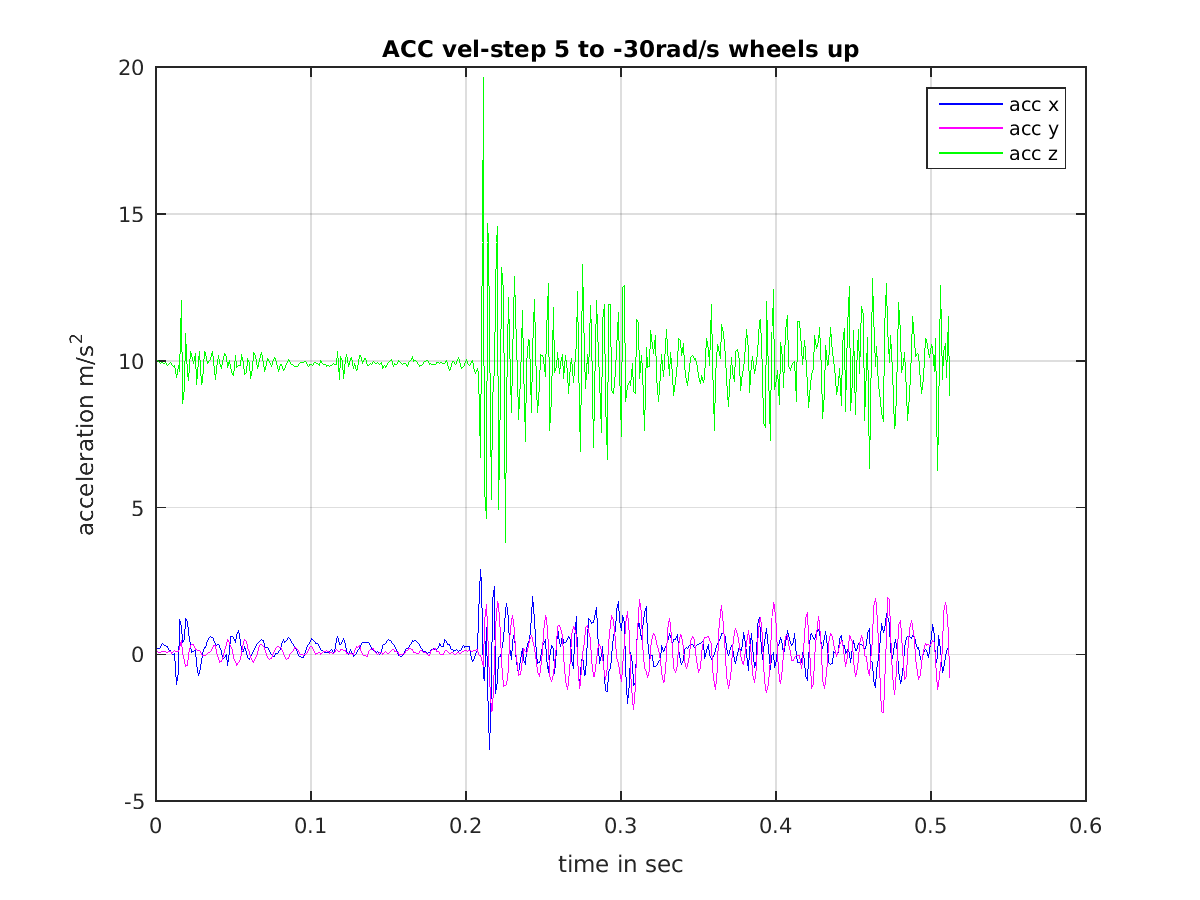 ACC vel-step 5 to -30rad/s wheels up
20
15
10
5
0
-5
acceleration m/s²
acc x
acc y
acc z
0 0.1 0.2 0.3 0.4 0.5 0.6
time in sec